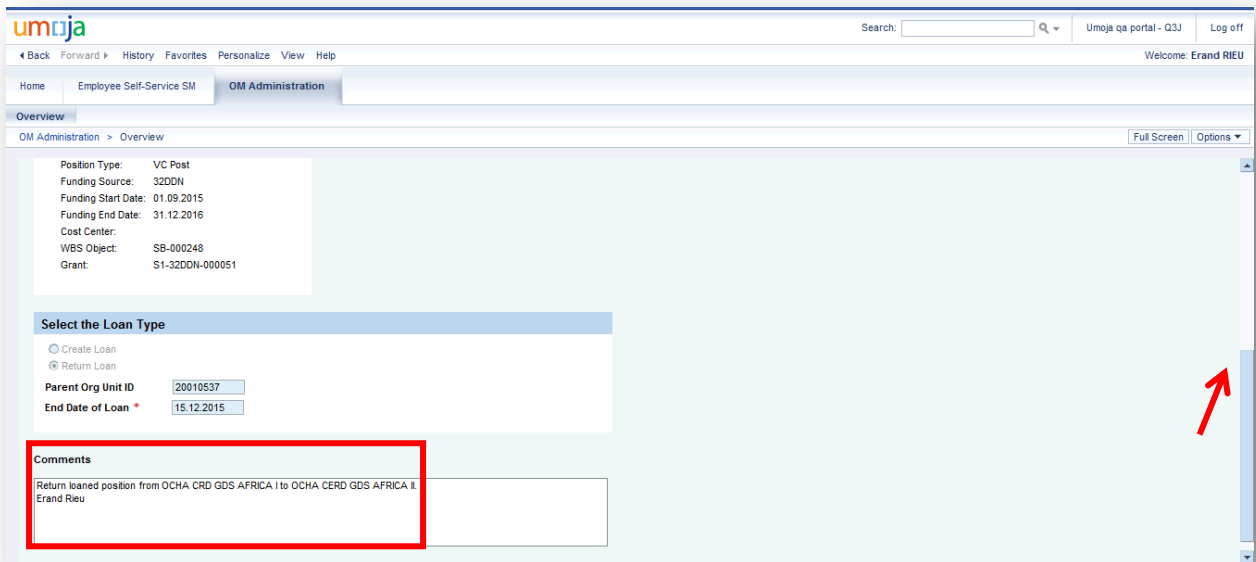 umoja
Search:
Umoja qa portal - Q3J
Log off
Back Forward History Favorites Personalize View Help
Welcome: Erand RIEU
Home Employee Self-Service SM OM Administration
Overview
OM Administration > Overview
Full Screen Options
Position Type: VC Post
Funding Source: 32DDN
Funding Start Date: 01.09.2015
Funding End Date: 31.12.2016
Cost Center:
WBS Object: SB-000248
Grant: S1-32DDN-000051
Select the Loan Type
Create Loan
Return Loan
Parent Org Unit ID 20010537
End Date of Loan * 15.12.2015
Comments
Return loaned position from OCHA CRD GDS AFRICA I to OCHA CERD GDS AFRICA II.
Erand Rieu